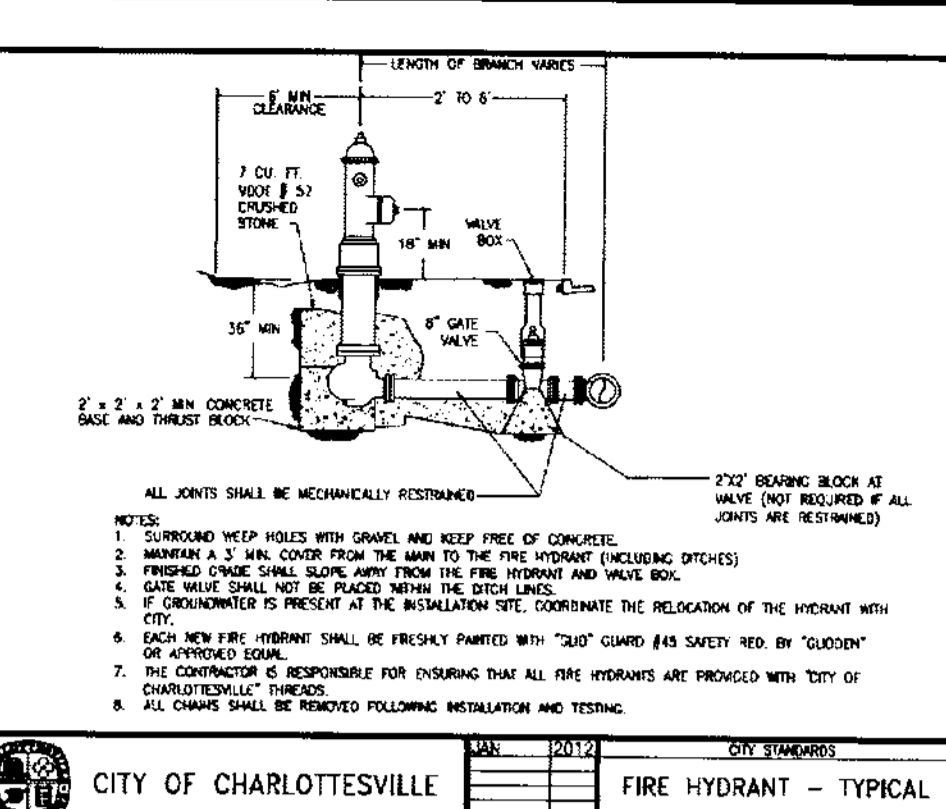 LENGTH OF BRANCH VARIES
6' MIN
CLEARANCE
2' TO 6'
7 CU. FT.
VDOT # 57
CRUSHED
STONE
18" MIN
VALVE
BOX
36" MIN
6" GATE
VALVE
2' x 2' x 2' MIN CONCRETE
BASE AND THRUST BLOCK
ALL JOINTS SHALL BE MECHANICALLY RESTRAINED
2'X2' BEARING BLOCK AT
VALVE (NOT REQUIRED IF ALL
JOINTS ARE RESTRAINED)
NOTES:
1. SURROUND WEEP HOLES WITH GRAVEL AND KEEP FREE OF CONCRETE.
2. MAINTAIN A 3' MIN. COVER FROM THE MAIN TO THE FIRE HYDRANT (INCLUDING DITCHES)
3. FINISHED GRADE SHALL SLOPE AWAY FROM THE FIRE HYDRANT AND VALVE BOX.
4. GATE VALVE SHALL NOT BE PLACED WITHIN THE DITCH LINES.
5. IF GROUNDWATER IS PRESENT AT THE INSTALLATION SITE, COORDINATE THE RELOCATION OF THE HYDRANT WITH
CITY.
6. EACH NEW FIRE HYDRANT SHALL BE FRESHLY PAINTED WITH "GLID" GUARD #45 SAFETY RED, BY "GLIDDEN"
OR APPROVED EQUAL.
7. THE CONTRACTOR IS RESPONSIBLE FOR ENSURING THAT ALL FIRE HYDRANTS ARE PROVIDED WITH "CITY OF
CHARLOTTESVILLE" THREADS.
8. ALL CHAINS SHALL BE REMOVED FOLLOWING INSTALLATION AND TESTING.
CITY OF CHARLOTTESVILLE
JAN 2012
CITY STANDARDS
FIRE HYDRANT – TYPICAL